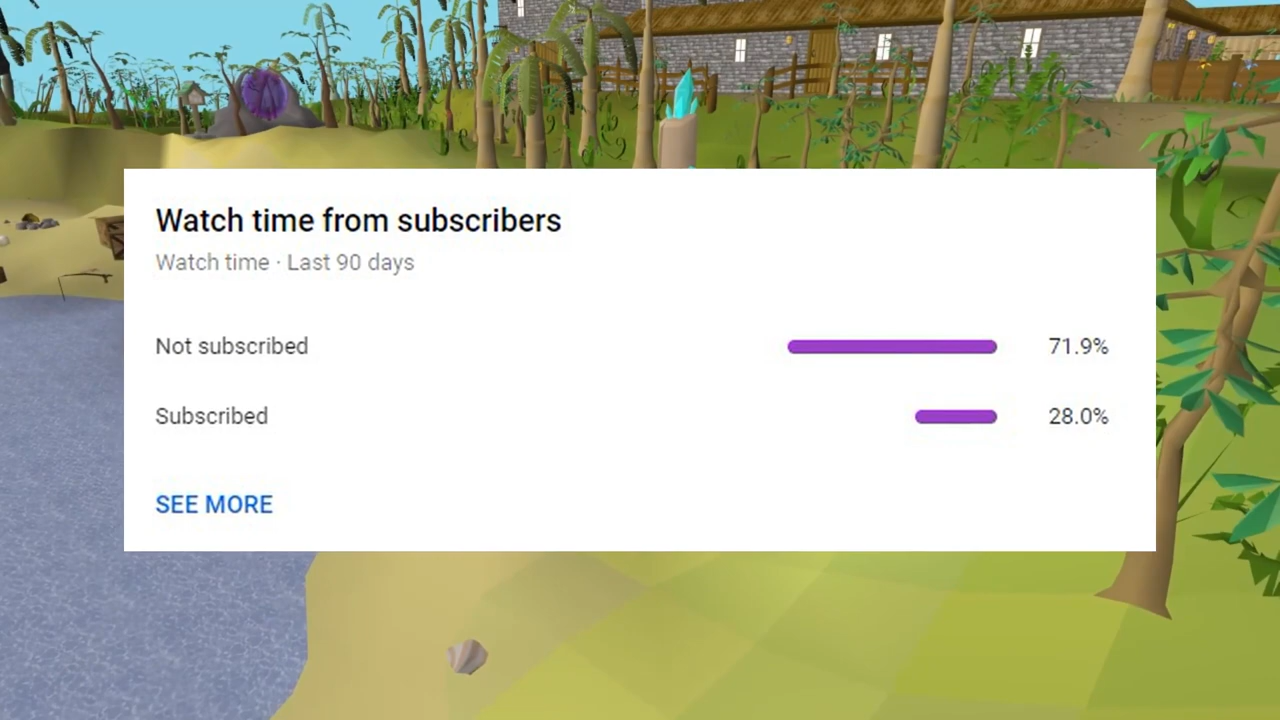 Watch time from subscribers
Watch time · Last 90 days
Not subscribed 71.9%
Subscribed 28.0%
SEE MORE